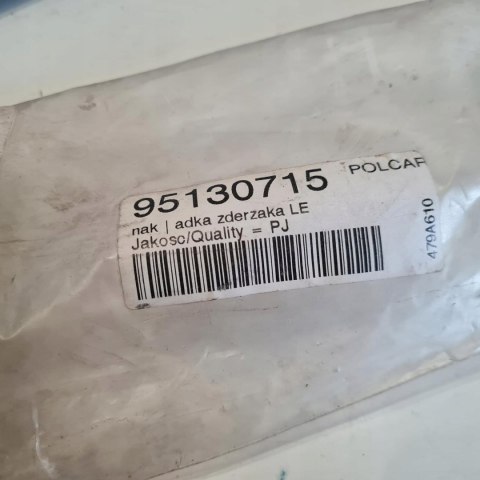 95130715 POLCAR
nak | adka zderzaka LE
Jakosc/Quality = PJ
479A610